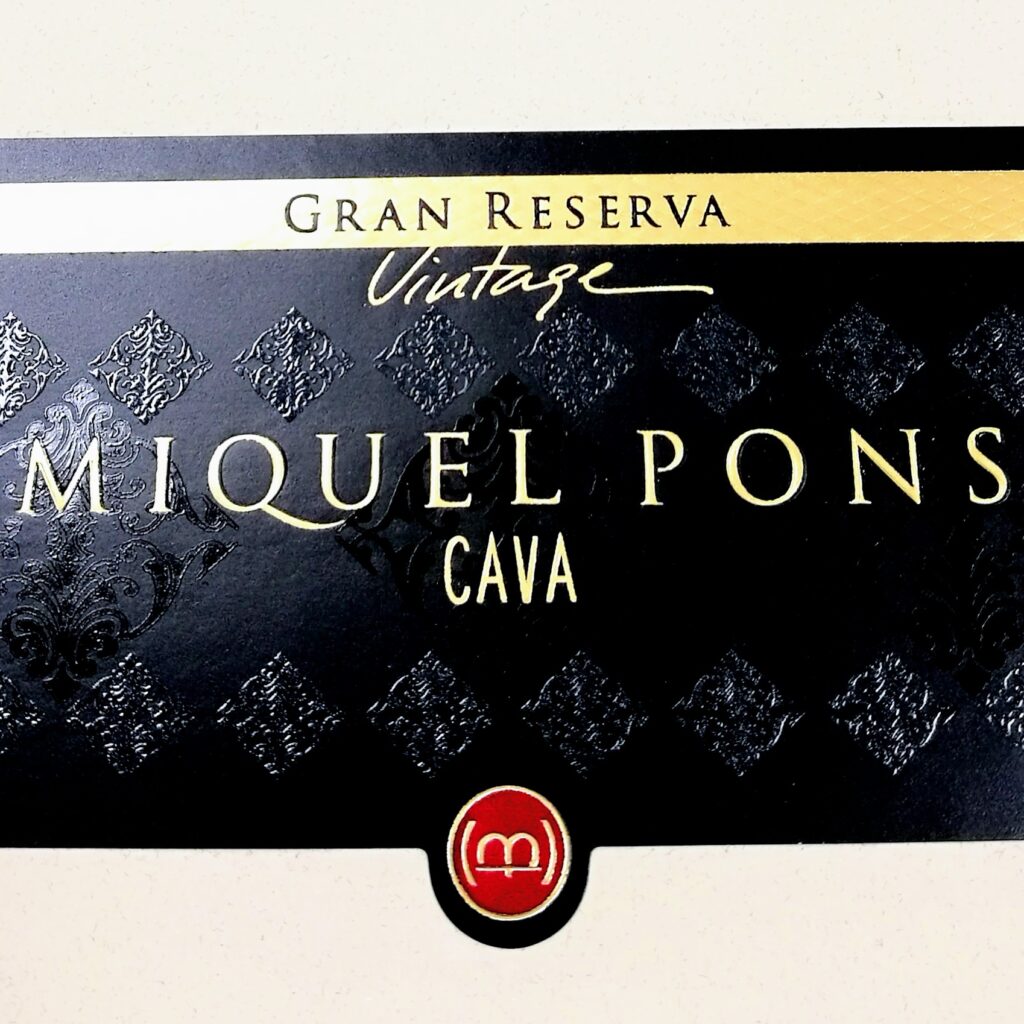 GRAN RESERVA
Vintage
MIQUEL PONS
CAVA